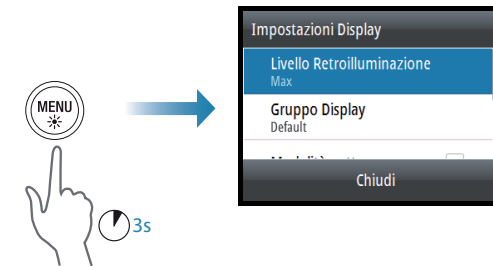 Impostazioni Display
Livello Retroilluminazione
Max
MENU
Gruppo Display
Default
3s
Chiudi